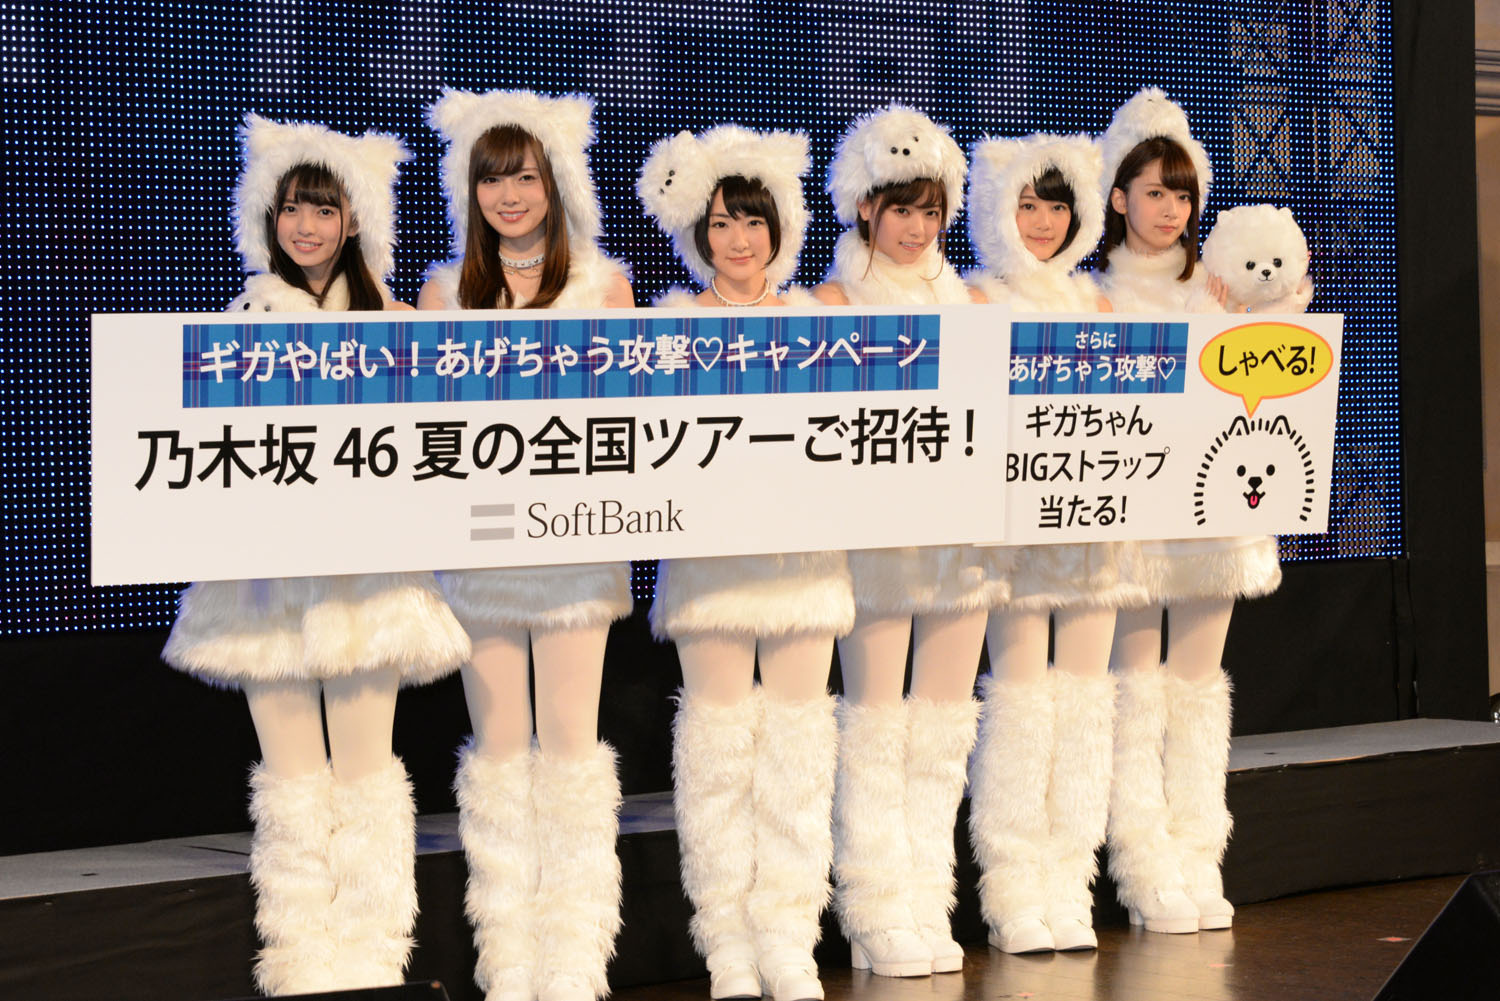 ギガやばい！あげちゃう攻撃♡キャンペーン
乃木坂46夏の全国ツアーご招待！
SoftBank
さらに
あげちゃう攻撃♡
ギガちゃん
BIGストラップ
当たる！
しゃべる！